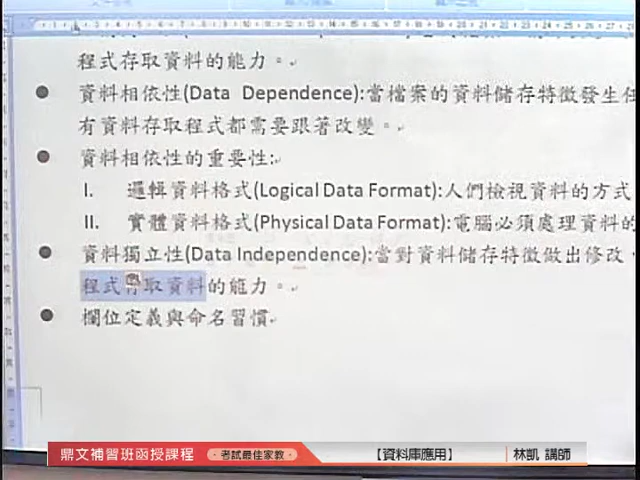 程式存取資料的能力。
● 資料相依性(Data Dependence):當檔案的資料儲存特徵發生任
有資料存取程式都需要跟著改變。
● 資料相依性的重要性:
I. 邏輯資料格式(Logical Data Format):人們檢視資料的方式
II. 實體資料格式(Physical Data Format):電腦必須處理資料的
● 資料獨立性(Data Independence):當對資料儲存特徵做出修改,
程式存取資料的能力。
● 欄位定義與命名習慣
鼎文補習班函授課程 •考試最佳家教• 【資料庫應用】 林凱 講師